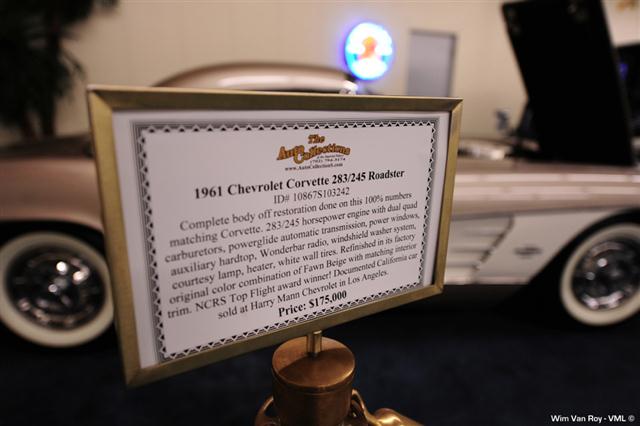 The
Auto Collections
www.AutoCollections.com
1961 Chevrolet Corvette 283/245 Roadster
ID# 10867S103242
Complete body off restoration done on this 100% numbers
matching Corvette. 283/245 horsepower engine with dual quad
carburetors, powerglide automatic transmission, power windows,
auxiliary hardtop, Wonderbar radio, windshield washer system,
courtesy lamp, heater, white wall tires. Refinished in its factory
original color combination of Fawn Beige with matching interior
trim. NCRS Top Flight award winner! Documented California car
sold at Harry Mann Chevrolet in Los Angeles.
Price: $175,000
Wim Van Roy - VML ©